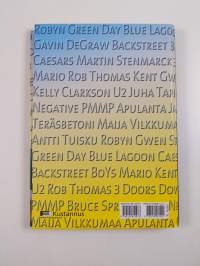 Robyn Green Day Blue Lagoo
Gavin DeGraw Backstreet B
Caesars Martin Stenmarck
Mario Rob Thomas Kent Gw
Kelly Clarkson U2 Juha Tap
Negative PMMP Apulanta J
Teräsbetoni Maija Vilkkuma
Antti Tuisku Robyn Gwen St
Green Day Blue Lagoon Caes
Backstreet Boys Mario Kent
U2 Rob Thomas 3 Doors Dow
PMMP Bruce Spr
Kustannus
Maija Vilkkumaa Apulanta